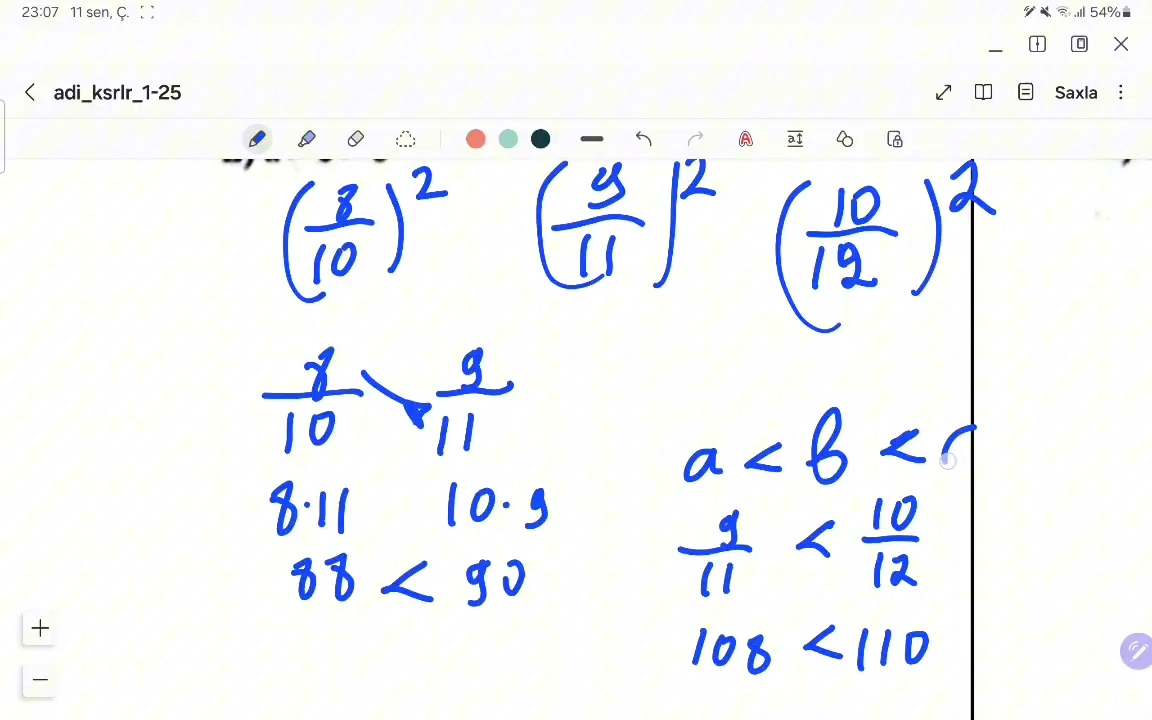 23:07 11 sen, Ç. 54%
adi_ksrlr_1-25 Saxla
(8/10)² (9/11)² (10/12)²
8/10 9/11
a < b <
8·11 10·9
9/11 < 10/12
88 < 90
108 < 110